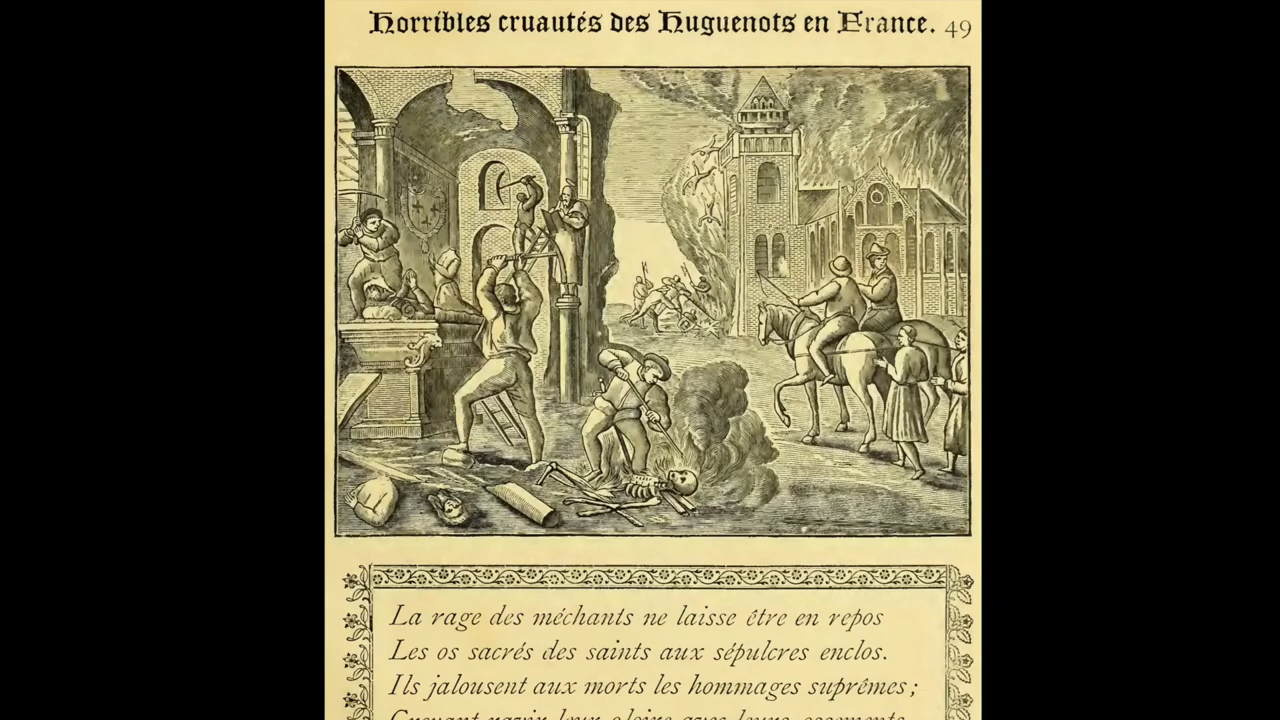 Horribles cruautés des Huguenots en France. 49
La rage des méchants ne laisse être en repos
Les os sacrés des saints aux sépulcres enclos.
Ils jalousent aux morts les hommages suprêmes ;